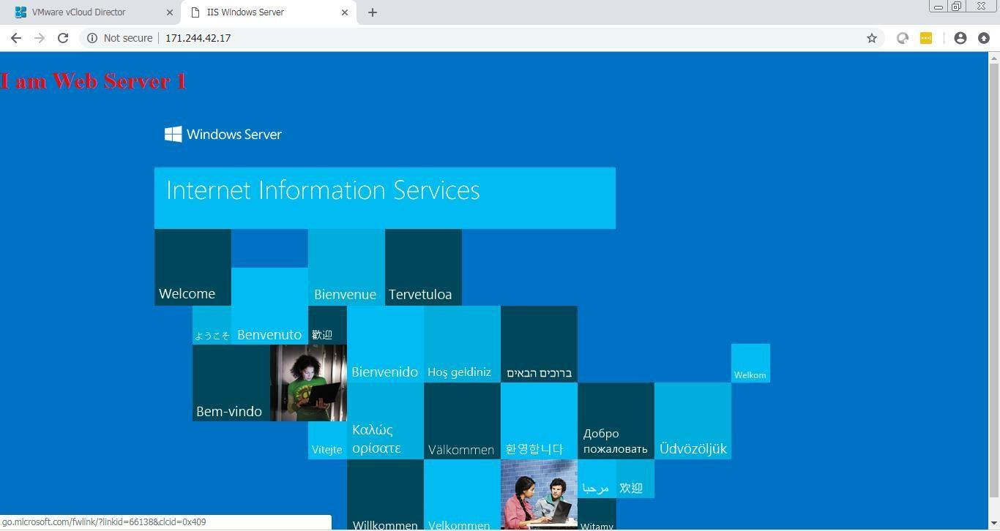 VMware vCloud Director
IIS Windows Server
Not secure
171.244.42.17
I am Web Server 1
Windows Server
Internet Information Services
Welcome
Bienvenue
Tervetuloa
ようこそ
Benvenuto
歡迎
Bienvenido
Hoş geldiniz
ברוכים הבאים
Welkom
Bem-vindo
Vítejte
Καλώς
ορίσατε
Välkommen
환영합니다
Добро
пожаловать
Üdvözöljük
مرحبا
欢迎
Willkommen
Velkommen
Witamy
go.microsoft.com/fwlink/?linkid=66138&clcid=0x409